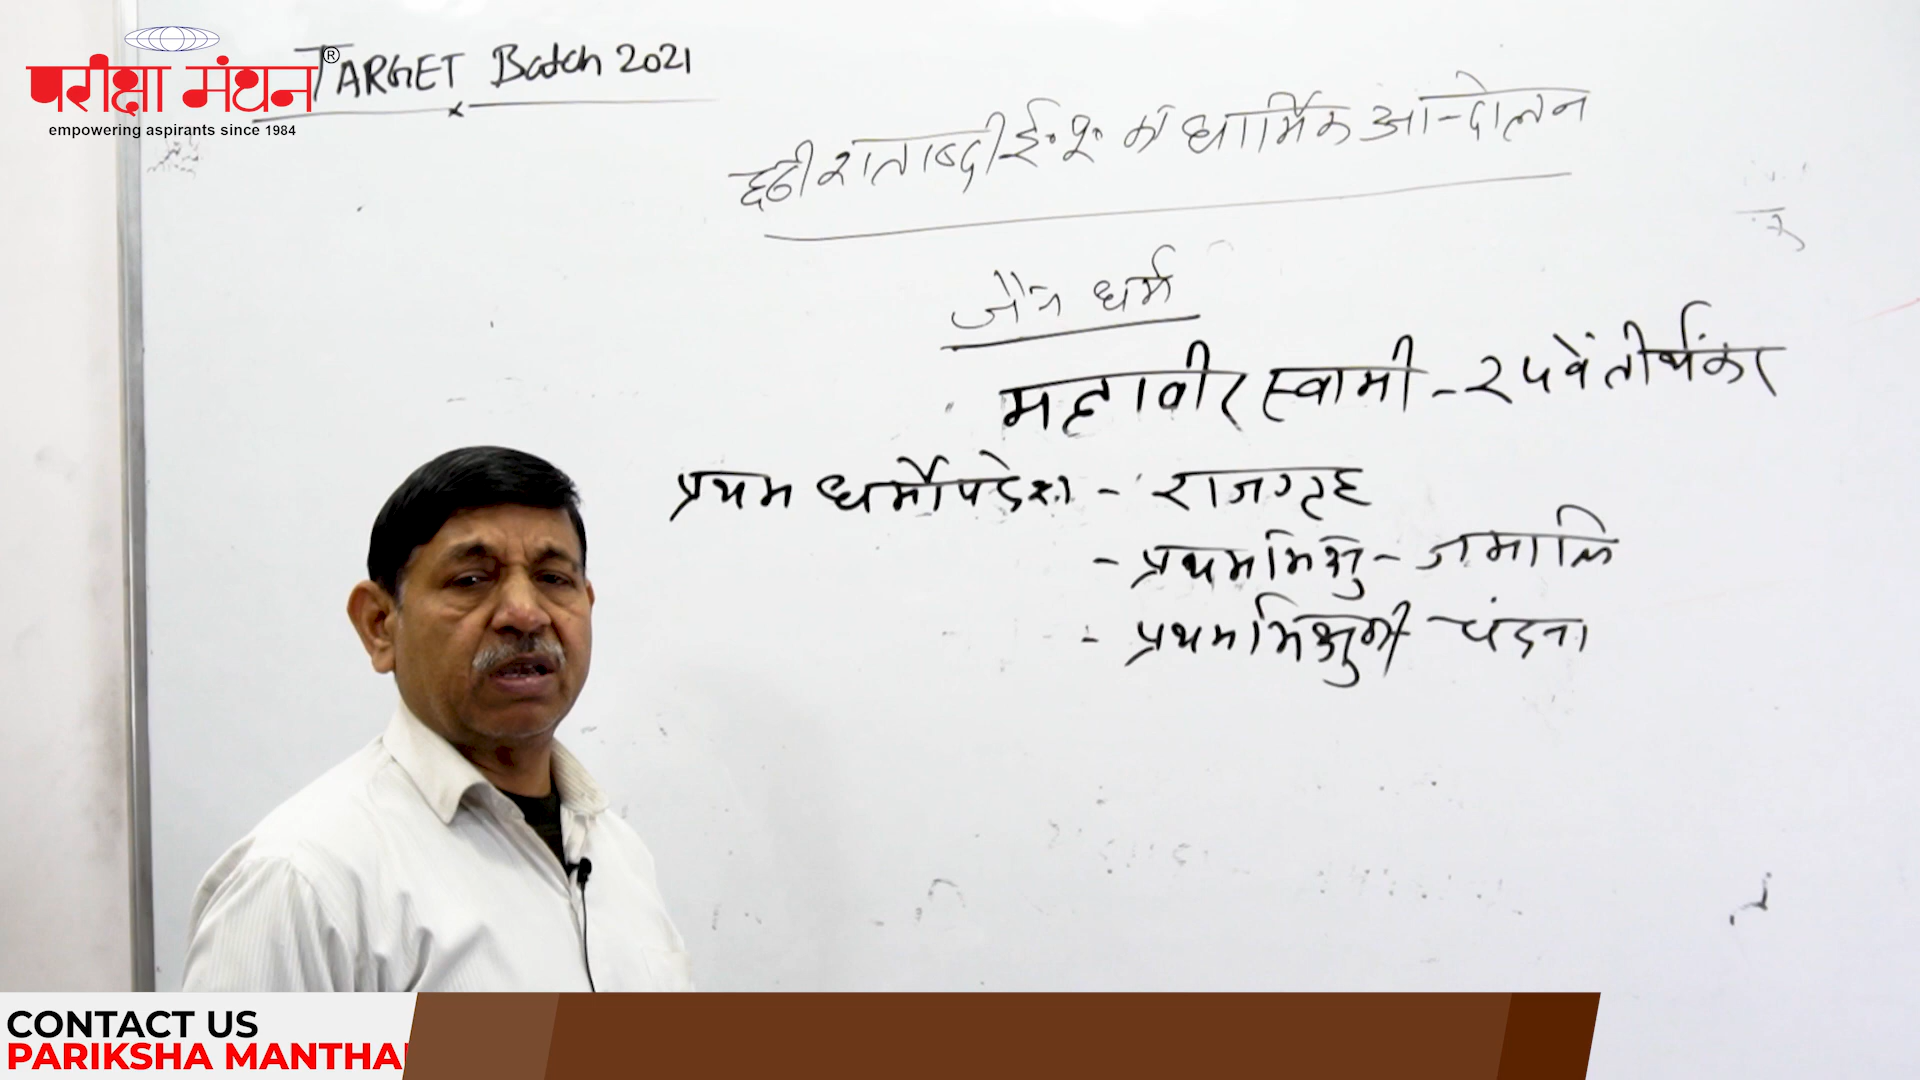 परीक्षा मंथन®
empowering aspirants since 1984
TARGET Batch 2021
छठी शताब्दी ई॰पू॰ के धार्मिक आन्दोलन
जैन धर्म
महावीर स्वामी - २५वें तीर्थंकर
प्रथम धर्मोपदेश - राजगृह
- प्रथम भिक्षु - जमालि
- प्रथम भिक्षुणी - चंदना
CONTACT US
PARIKSHA MANTHA